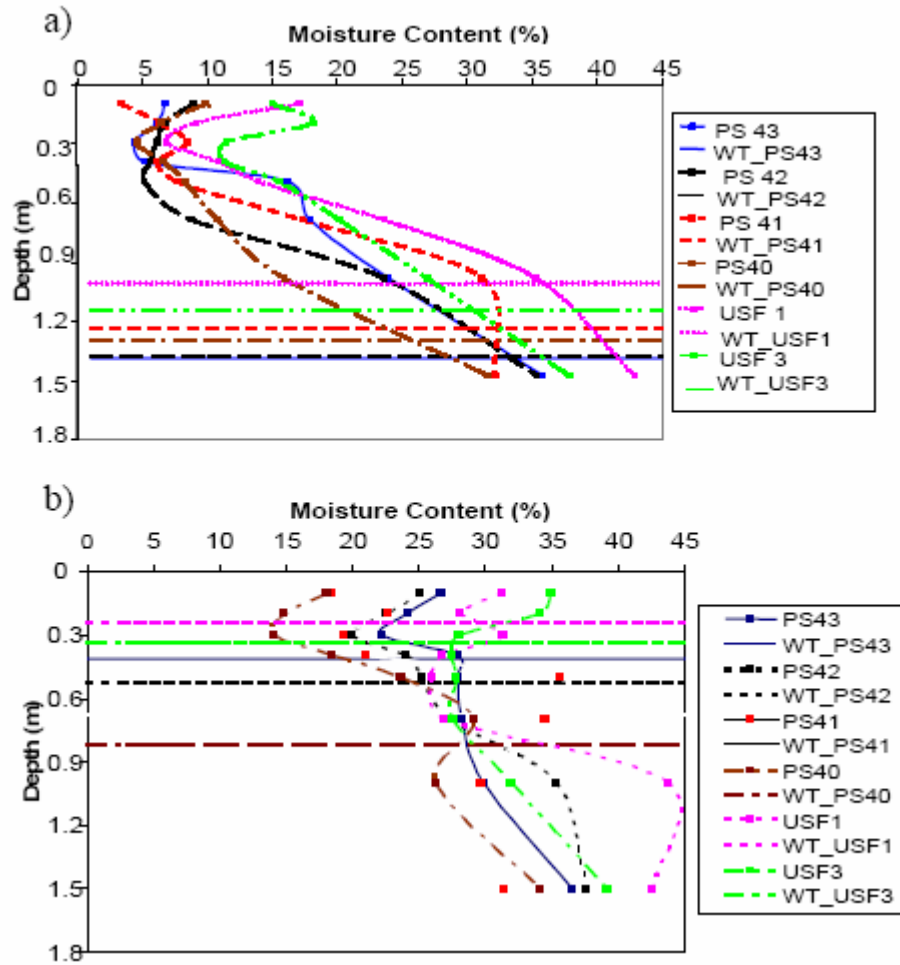 a)
Moisture Content (%)
0 5 10 15 20 25 30 35 40 45
0
0.3
0.6
0.9
1.2
1.5
1.8
Depth (m)
PS 43
WT_PS43
PS 42
WT_PS42
PS 41
WT_PS41
PS40
WT_PS40
USF 1
WT_USF1
USF 3
WT_USF3
b)
Moisture Content (%)
0 5 10 15 20 25 30 35 40 45
0
0.3
0.6
0.9
1.2
1.5
1.8
Depth (m)
PS43
WT_PS43
PS42
WT_PS42
PS41
WT_PS41
PS40
WT_PS40
USF1
WT_USF1
USF3
WT_USF3